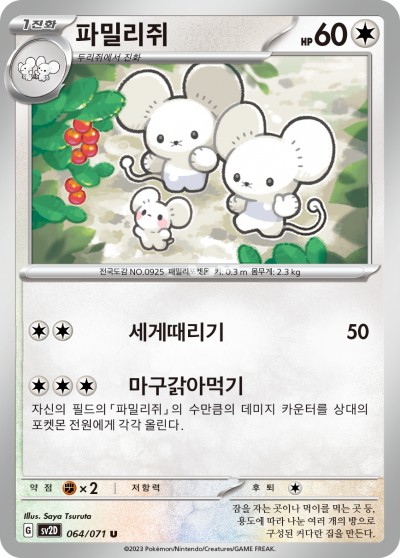 1진화 파밀리쥐 HP 60
두리쥐에서 진화
전국도감 NO.0925 패밀리포켓몬 키: 0.3 m 몸무게: 2.3 kg
세게때리기 50
마구갉아먹기
자신의 필드의 「파밀리쥐」의 수만큼의 데미지 카운터를 상대의
포켓몬 전원에게 각각 올린다.
약점 ×2 저항력 후퇴
Illus. Saya Tsuruta
G SV2D 064/071 U
잠을 자는 곳이나 먹이를 먹는 곳 등,
용도에 따라 나눈 여러 개의 방으로
구성된 커다란 집을 만든다.
©2023 Pokémon/Nintendo/Creatures/GAME FREAK.